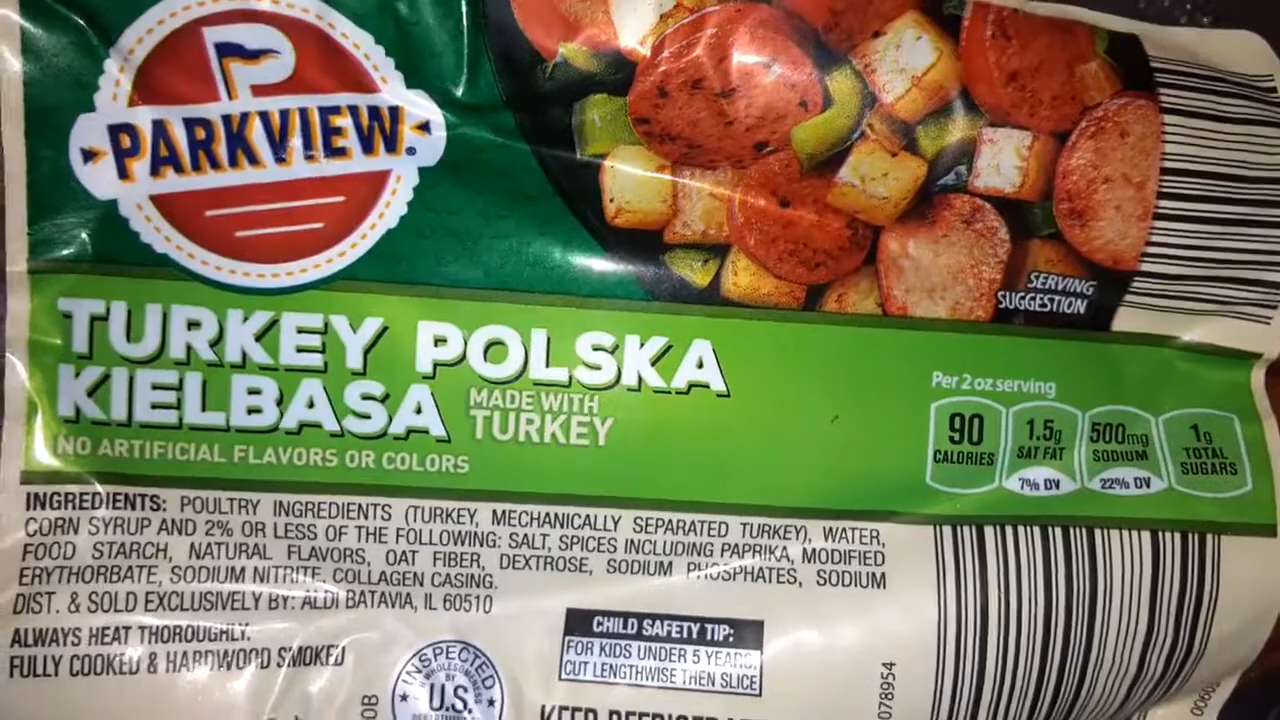 P
PARKVIEW®
SERVING
SUGGESTION
TURKEY POLSKA
KIELBASA
MADE WITH
TURKEY
NO ARTIFICIAL FLAVORS OR COLORS
Per 2 oz serving
90
CALORIES
1.5g
SAT FAT
7% DV
500mg
SODIUM
22% DV
1g
TOTAL
SUGARS
INGREDIENTS: POULTRY INGREDIENTS (TURKEY, MECHANICALLY SEPARATED TURKEY), WATER,
CORN SYRUP AND 2% OR LESS OF THE FOLLOWING: SALT, SPICES INCLUDING PAPRIKA, MODIFIED
FOOD STARCH, NATURAL FLAVORS, OAT FIBER, DEXTROSE, SODIUM PHOSPHATES, SODIUM
ERYTHORBATE, SODIUM NITRITE, COLLAGEN CASING.
DIST. & SOLD EXCLUSIVELY BY: ALDI BATAVIA, IL 60510
ALWAYS HEAT THOROUGHLY.
FULLY COOKED & HARDWOOD SMOKED
INSPECTED
WHOLESOMENESS
BY
U.S.
CHILD SAFETY TIP:
FOR KIDS UNDER 5 YEARS,
CUT LENGTHWISE THEN SLICE
078954